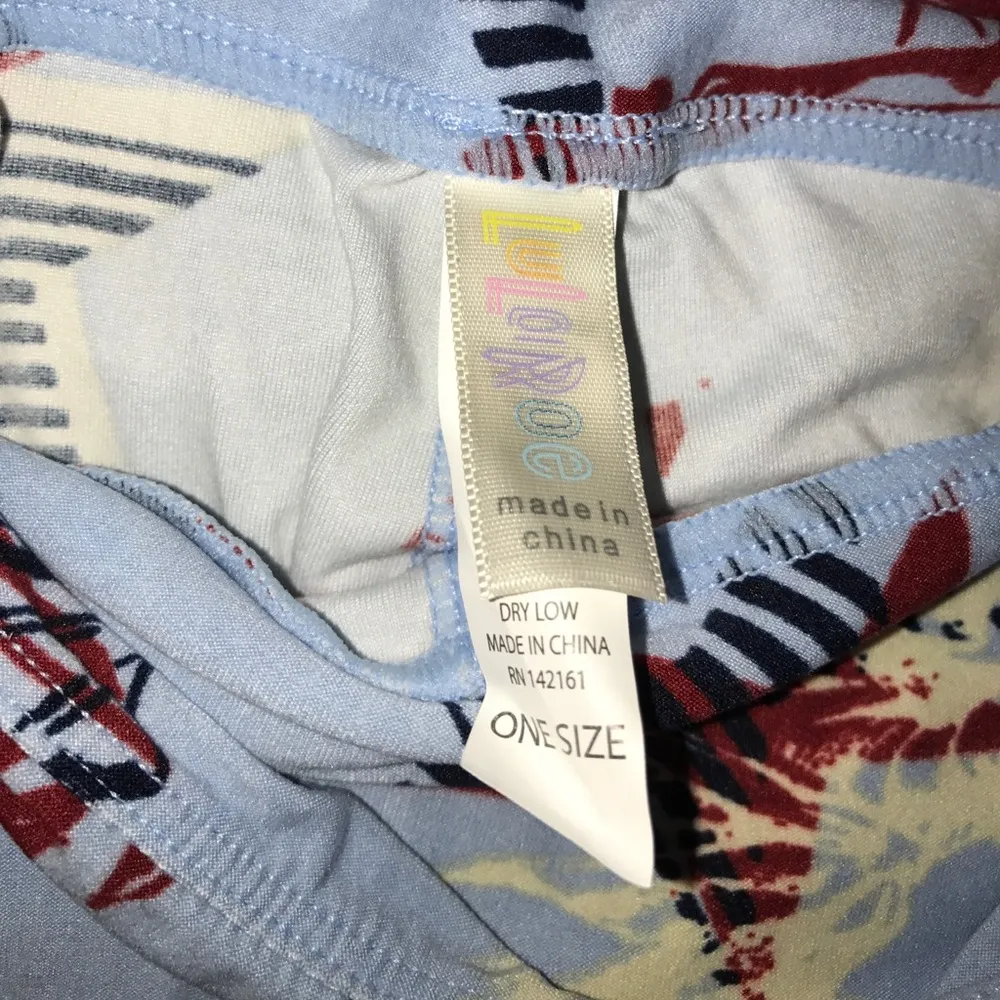 LuLaRoe
made in
china
DRY LOW
MADE IN CHINA
RN 142161
ONE SIZE